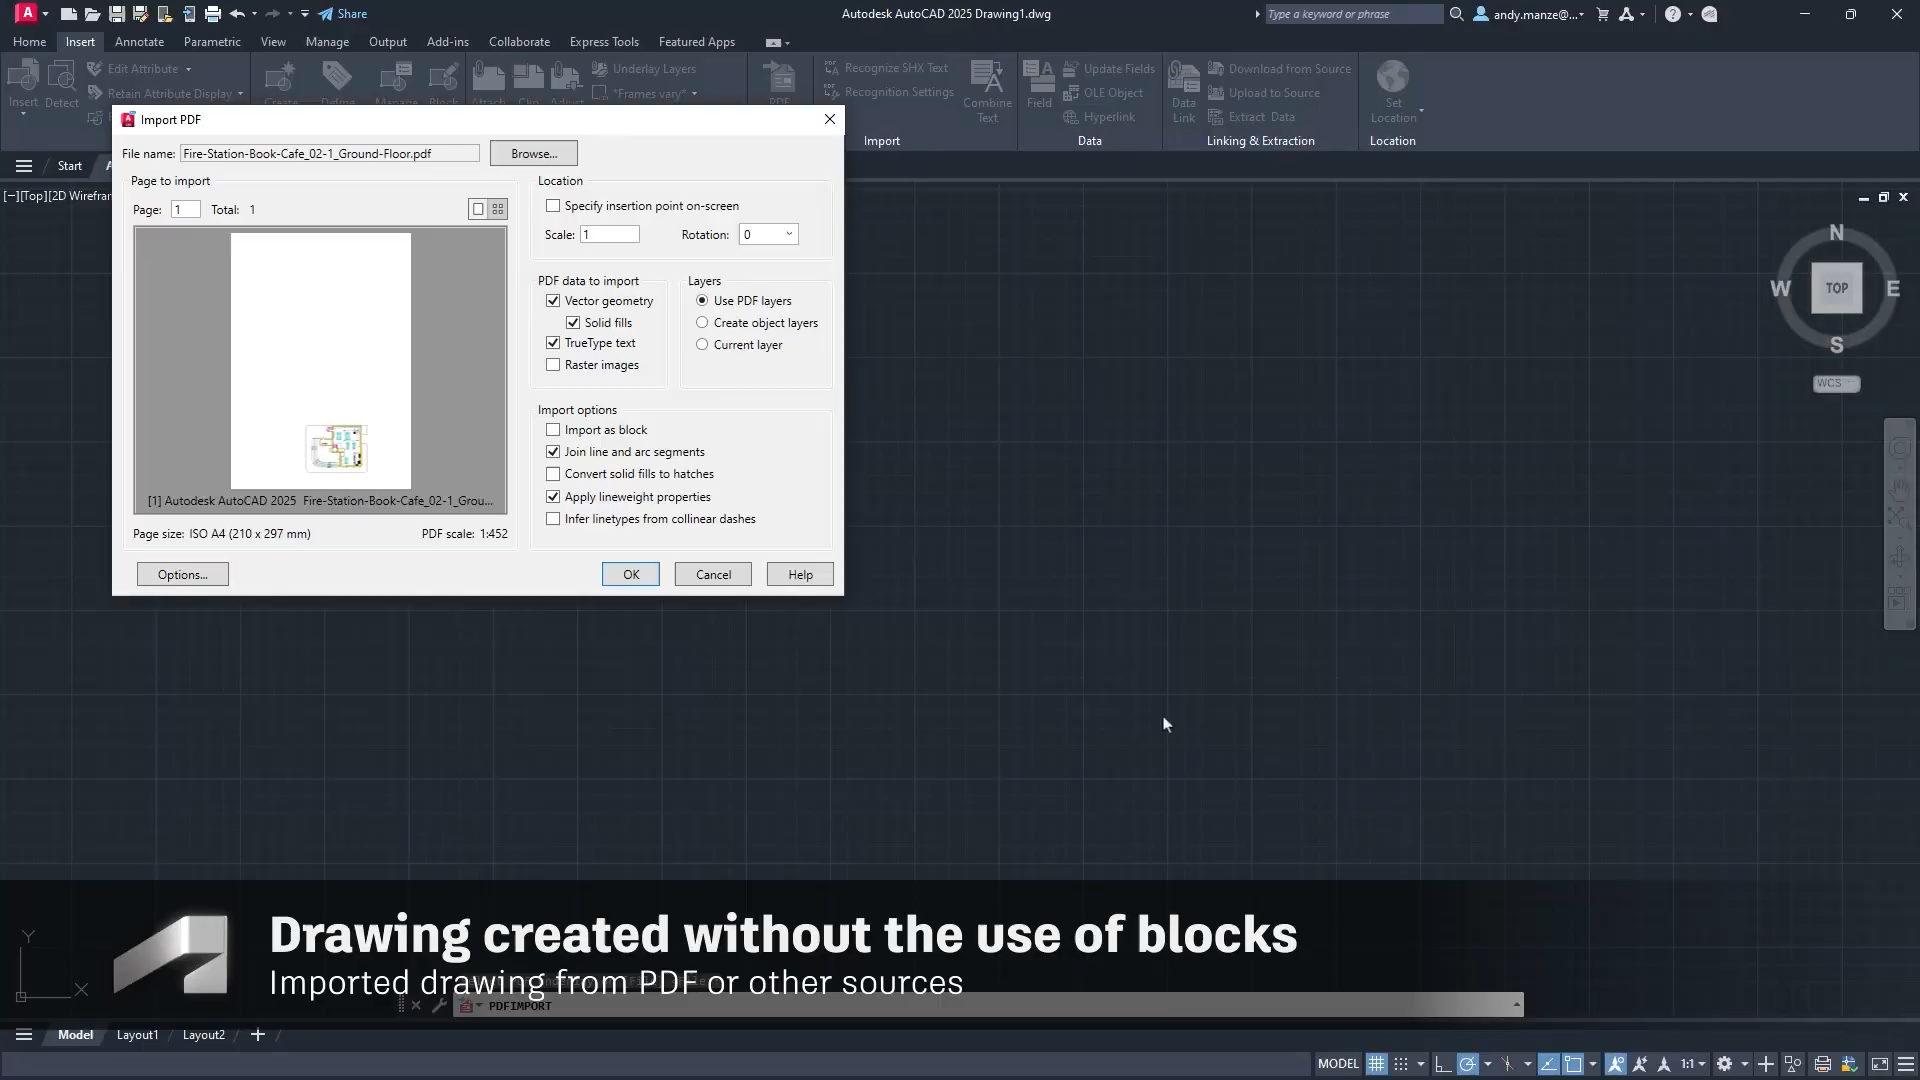 Share
Autodesk AutoCAD 2025 Drawing1.dwg
Type a keyword or phrase
andy.manze@...
Home Insert Annotate Parametric View Manage Output Add-ins Collaborate Express Tools Featured Apps
Edit Attribute
Retain Attribute Display
Insert
Detect
Underlay Layers
*Frames vary*
PDF
Recognize SHX Text
Recognition Settings
Combine
Text
Import
Field
Update Fields
OLE Object
Hyperlink
Data
Data
Link
Download from Source
Upload to Source
Extract Data
Linking & Extraction
Set
Location
Location
Start
[−][Top][2D Wirefra
Import PDF
File name: Fire-Station-Book-Cafe_02-1_Ground-Floor.pdf Browse...
Page to import
Page: 1 Total: 1
[1] Autodesk AutoCAD 2025 Fire-Station-Book-Cafe_02-1_Grou...
Page size: ISO A4 (210 x 297 mm) PDF scale: 1:452
Location
Specify insertion point on-screen
Scale: 1 Rotation: 0
PDF data to import
Vector geometry
Solid fills
TrueType text
Raster images
Layers
Use PDF layers
Create object layers
Current layer
Import options
Import as block
Join line and arc segments
Convert solid fills to hatches
Apply lineweight properties
Infer linetypes from collinear dashes
Options... OK Cancel Help
N
W TOP E
S
WCS
Drawing created without the use of blocks
Imported drawing from PDF or other sources
Y
X
PDFIMPORT
Model Layout1 Layout2 +
MODEL 1:1